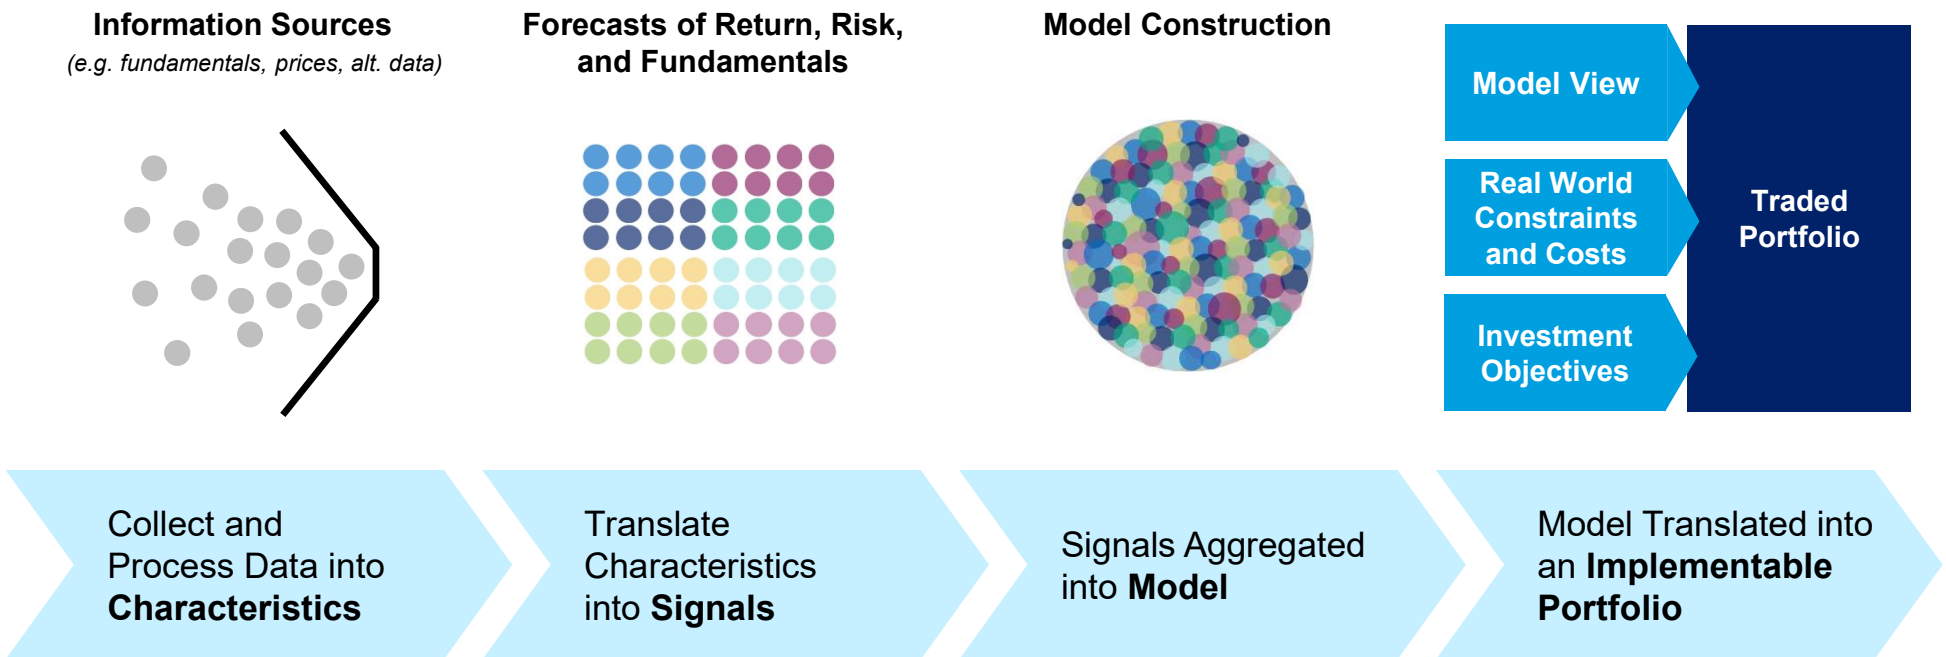 Information Sources
(e.g. fundamentals, prices, alt. data)
Forecasts of Return, Risk,
and Fundamentals
Model Construction
Model View
Real World
Constraints
and Costs
Investment
Objectives
Traded
Portfolio
Collect and
Process Data into
Characteristics
Translate
Characteristics
into Signals
Signals Aggregated
into Model
Model Translated into
an Implementable
Portfolio